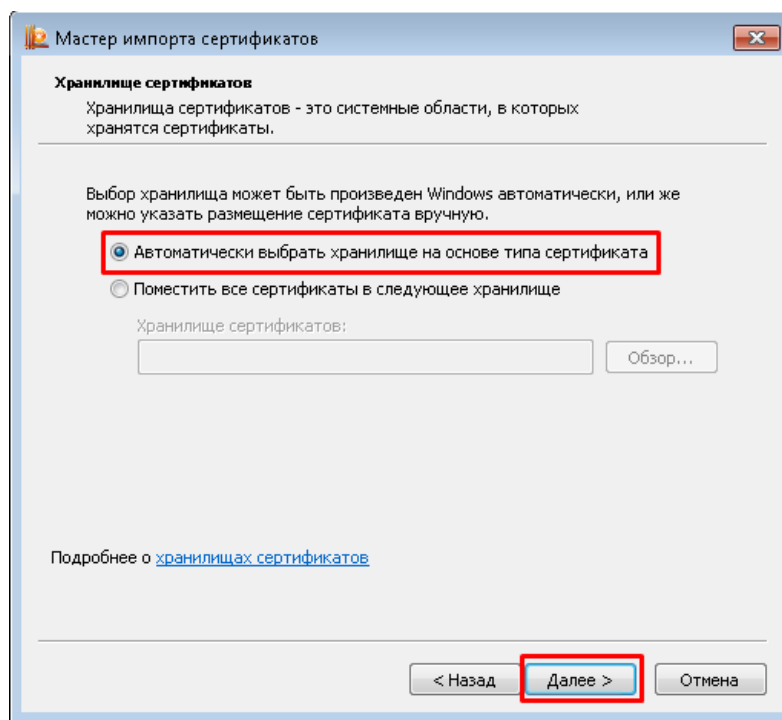 Мастер импорта сертификатов
Хранилище сертификатов
Хранилища сертификатов - это системные области, в которых
хранятся сертификаты.
Выбор хранилища может быть произведен Windows автоматически, или же
можно указать размещение сертификата вручную.
Автоматически выбрать хранилище на основе типа сертификата
Поместить все сертификаты в следующее хранилище
Хранилище сертификатов:
Обзор...
Подробнее о хранилищах сертификатов
< Назад
Далее >
Отмена